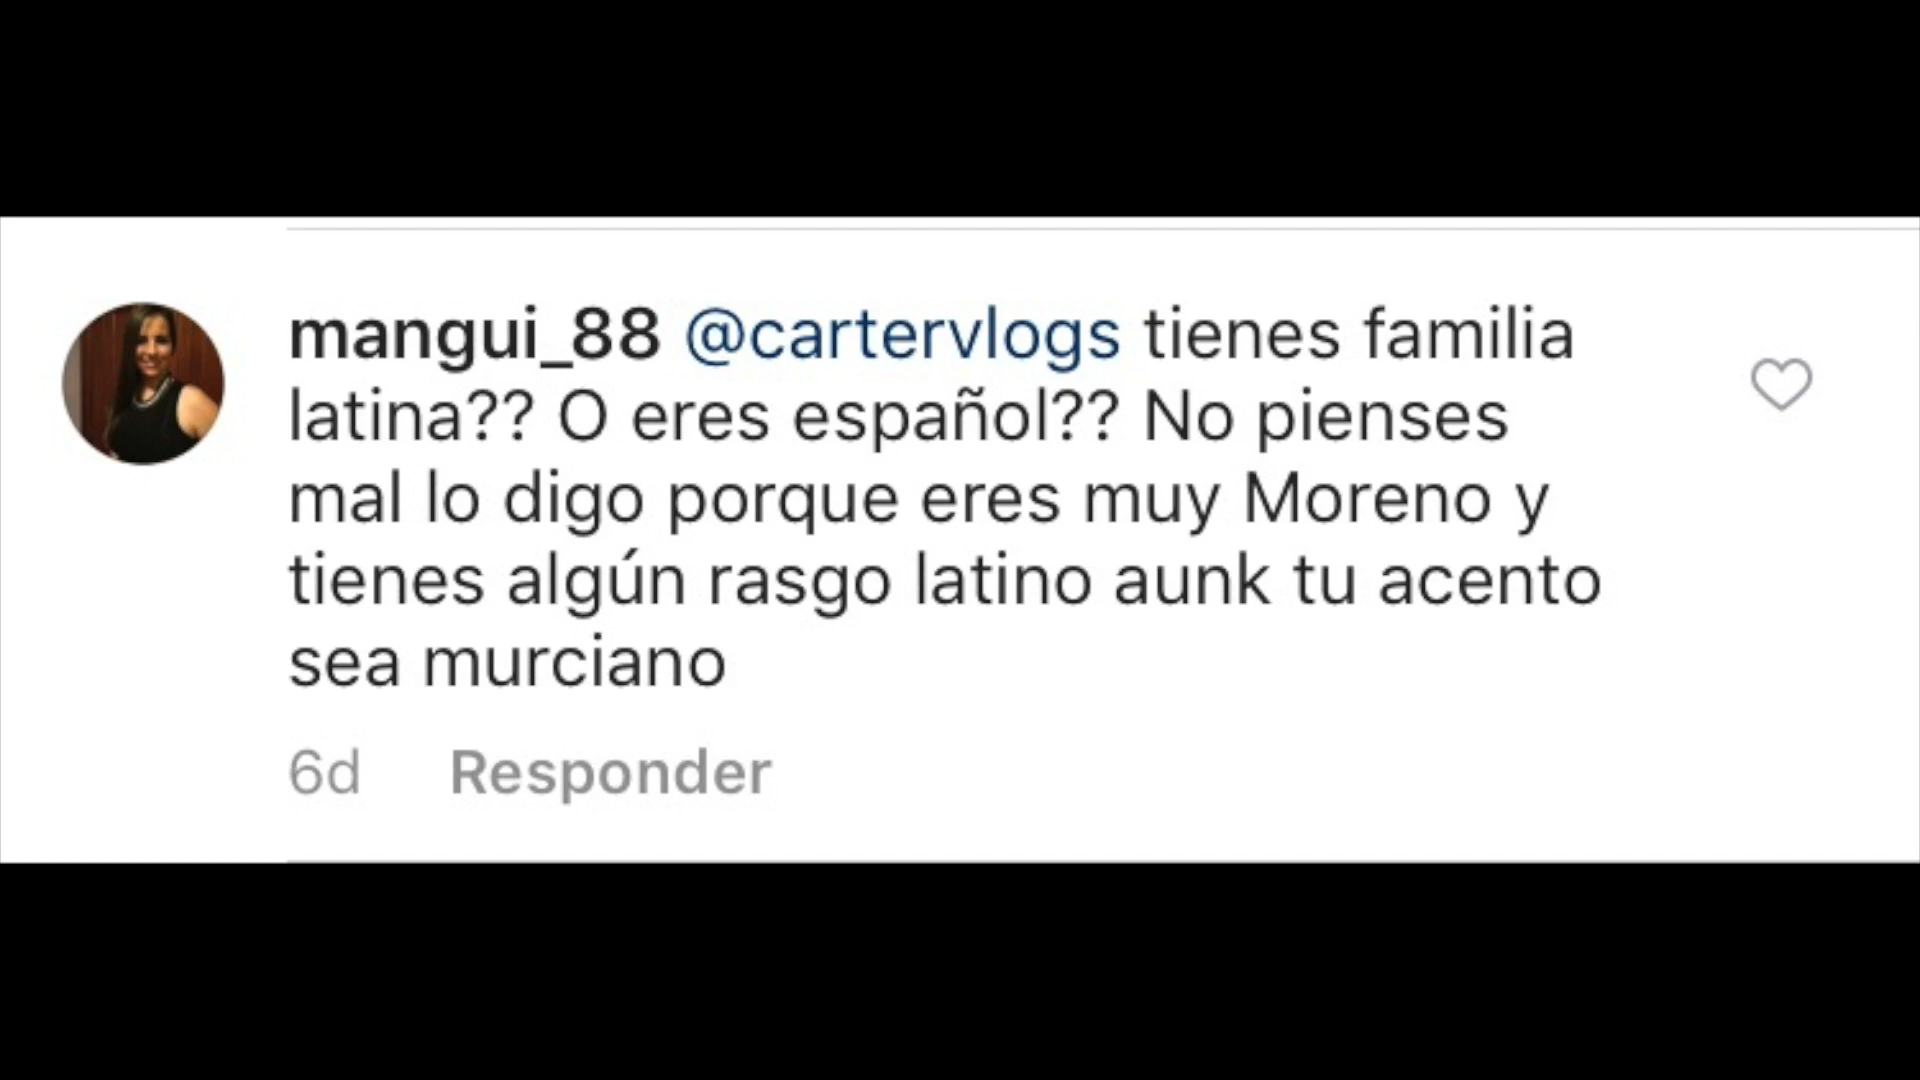 mangui_88 @cartervlogs tienes familia
latina?? O eres español?? No pienses
mal lo digo porque eres muy Moreno y
tienes algún rasgo latino aunk tu acento
sea murciano
6d Responder